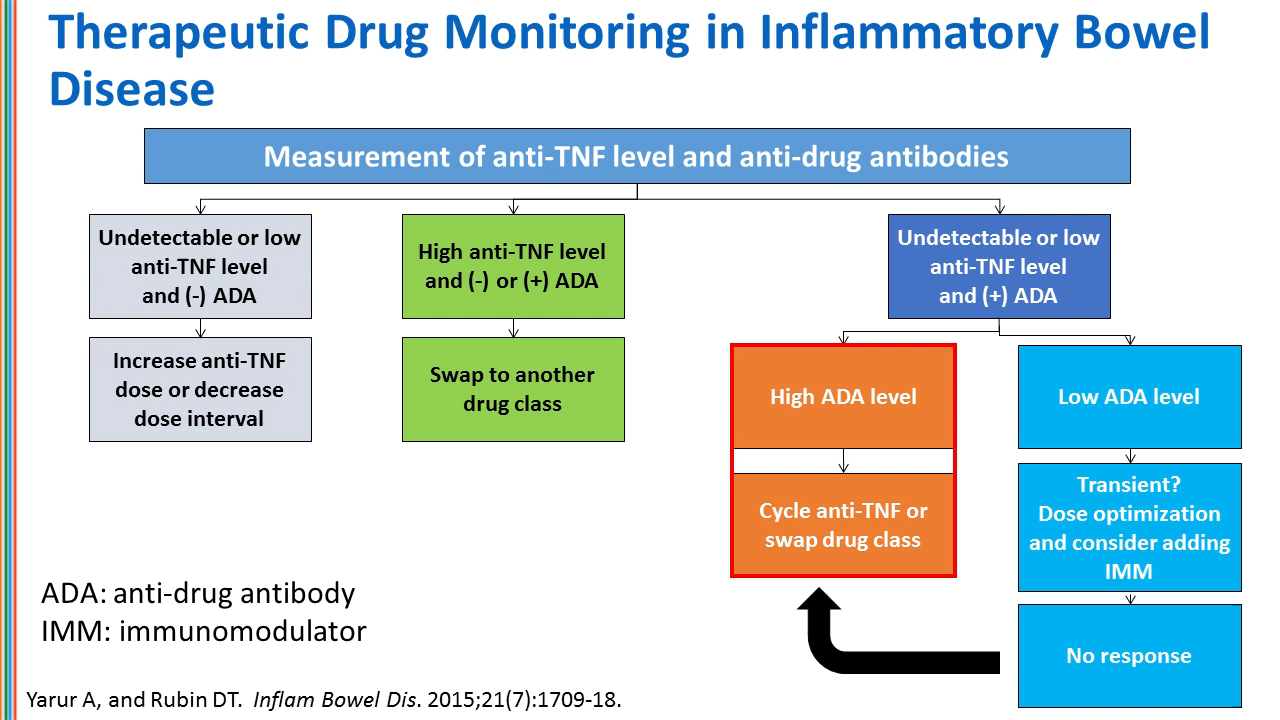 Therapeutic Drug Monitoring in Inflammatory Bowel
Disease
Measurement of anti-TNF level and anti-drug antibodies
Undetectable or low
anti-TNF level
and (-) ADA
High anti-TNF level
and (-) or (+) ADA
Undetectable or low
anti-TNF level
and (+) ADA
Increase anti-TNF
dose or decrease
dose interval
Swap to another
drug class
High ADA level
Low ADA level
Cycle anti-TNF or
swap drug class
Transient?
Dose optimization
and consider adding
IMM
No response
ADA: anti-drug antibody
IMM: immunomodulator
Yarur A, and Rubin DT. Inflam Bowel Dis. 2015;21(7):1709-18.